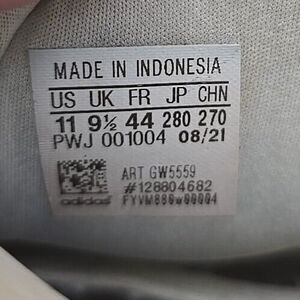 MADE IN INDONESIA
US UK FR JP CHN
11 9½ 44 280 270
PWJ 001004 08/21
ART GW5559
#128804682
adidas